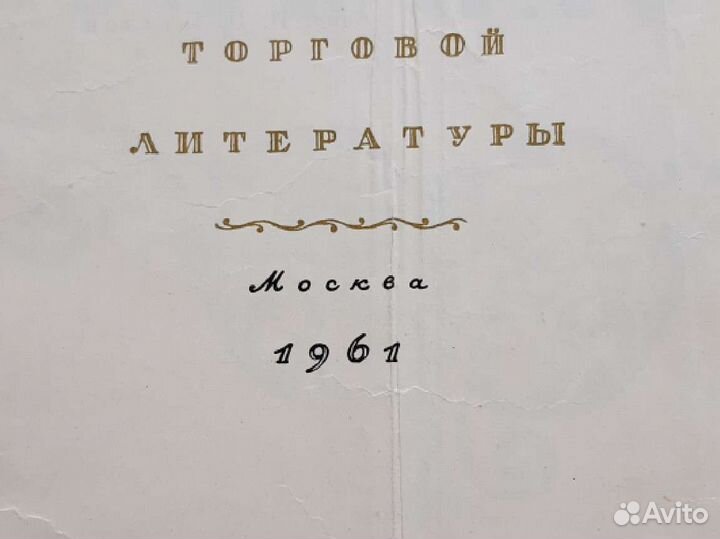 ТОРГОВОЙ
ЛИТЕРАТУРЫ
Москва
1961
Avito